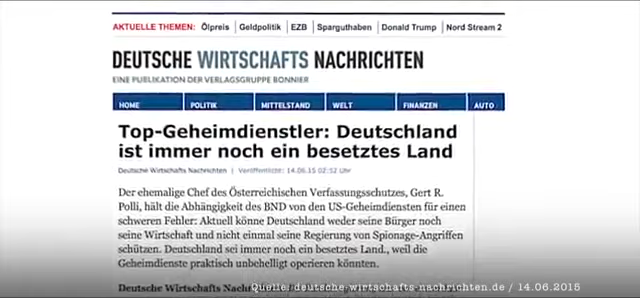 AKTUELLE THEMEN: Ölpreis | Geldpolitik | EZB | Sparguthaben | Donald Trump | Nord Stream 2
DEUTSCHE WIRTSCHAFTS NACHRICHTEN
EINE PUBLIKATION DER VERLAGSGRUPPE BONNIER
HOME POLITIK MITTELSTAND WELT FINANZEN AUTO
Top-Geheimdienstler: Deutschland
ist immer noch ein besetztes Land
Deutsche Wirtschafts Nachrichten | Veröffentlicht: 14.06.15 02:52 Uhr
Der ehemalige Chef des Österreichischen Verfassungsschutzes, Gert R.
Polli, hält die Abhängigkeit des BND von den US-Geheimdiensten für einen
schweren Fehler: Aktuell könne Deutschland weder seine Bürger noch
seine Wirtschaft und nicht einmal seine Regierung von Spionage-Angriffen
schützen. Deutschland sei immer noch ein besetztes Land., weil die
Geheimdienste praktisch unbehelligt operieren könnten.
Deutsche Wirtschafts
Quelle: deutsche-wirtschafts-nachrichten.de / 14.06.2015